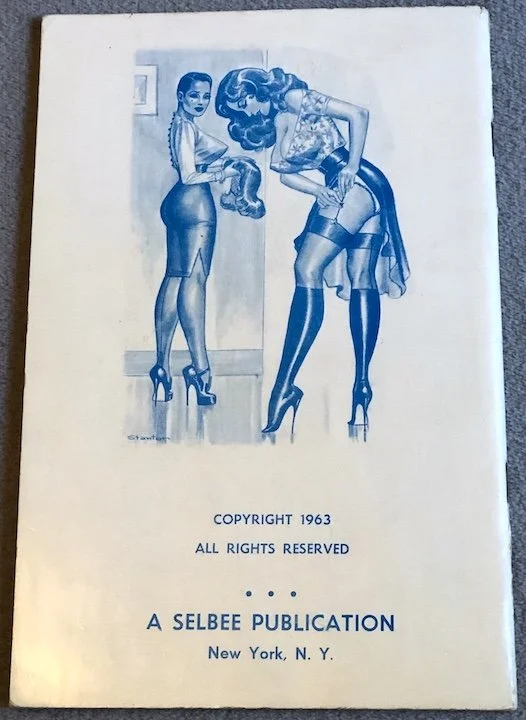 Stanton
COPYRIGHT 1963
ALL RIGHTS RESERVED
• • •
A SELBEE PUBLICATION
New York, N. Y.